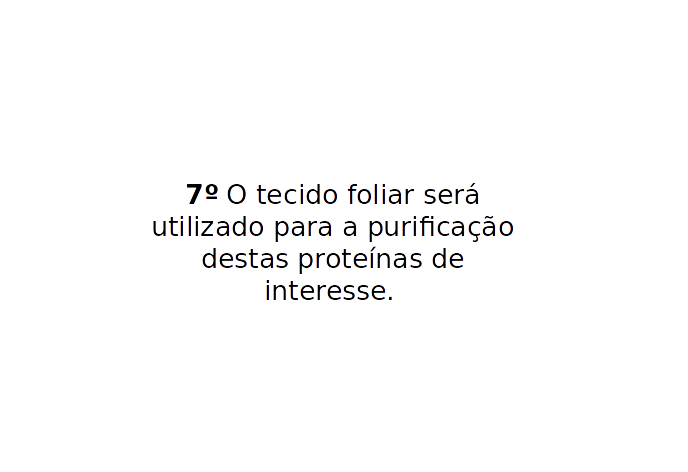 7º O tecido foliar será
utilizado para a purificação
destas proteínas de
interesse.